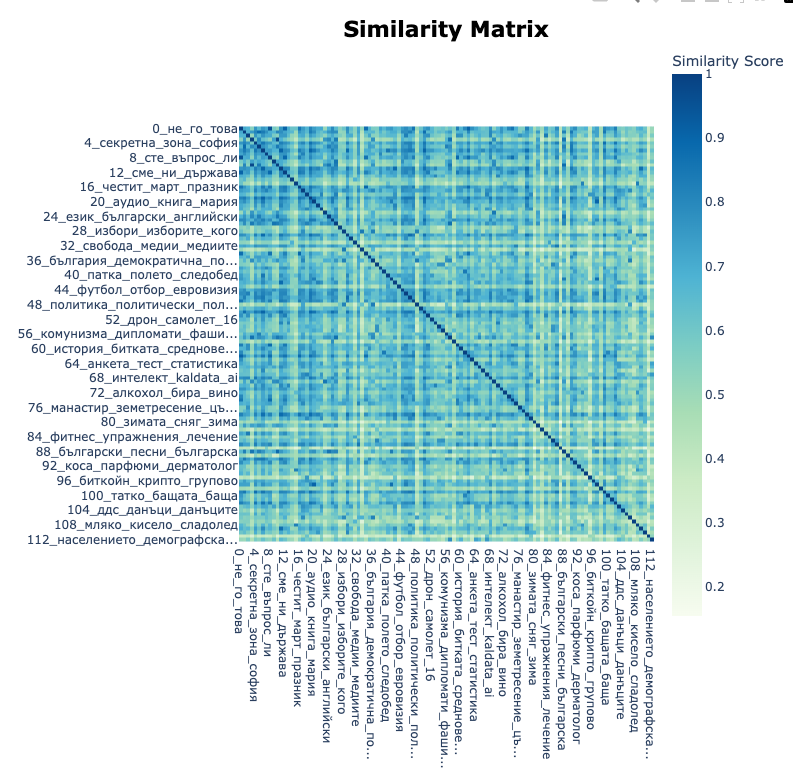 Similarity Matrix
Similarity Score
1
0.9
0.8
0.7
0.6
0.5
0.4
0.3
0.2
0_не_го_това
4_секретна_зона_софия
8_сте_въпрос_ли
12_сме_ни_държава
16_честит_март_празник
20_аудио_книга_мария
24_език_български_английски
28_избори_изборите_кого
32_свобода_медии_медиите
36_българия_демократична_по...
40_патка_полето_следобед
44_футбол_отбор_евровизия
48_политика_политически_пол...
52_дрон_самолет_16
56_комунизма_дипломати_фаши...
60_история_битката_среднове...
64_анкета_тест_статистика
68_интелект_kaldata_ai
72_алкохол_бира_вино
76_манастир_земетресение_цъ...
80_зимата_сняг_зима
84_фитнес_упражнения_лечение
88_български_песни_българска
92_коса_парфюми_дерматолог
96_биткойн_крипто_групово
100_татко_бащата_баща
104_ддс_данъци_данъците
108_мляко_кисело_сладолед
112_населението_демографска...
0_не_го_това
4_секретна_зона_софия
8_сте_въпрос_ли
12_сме_ни_държава
16_честит_март_празник
20_аудио_книга_мария
24_език_български_английски
28_избори_изборите_кого
32_свобода_медии_медиите
36_българия_демократична_по...
40_патка_полето_следобед
44_футбол_отбор_евровизия
48_политика_политически_пол...
52_дрон_самолет_16
56_комунизма_дипломати_фаши...
60_история_битката_среднове...
64_анкета_тест_статистика
68_интелект_kaldata_ai
72_алкохол_бира_вино
76_манастир_земетресение_цъ...
80_зимата_сняг_зима
84_фитнес_упражнения_лечение
88_български_песни_българска
92_коса_парфюми_дерматолог
96_биткойн_крипто_групово
100_татко_бащата_баща
104_ддс_данъци_данъците
108_мляко_кисело_сладолед
112_населението_демографска...